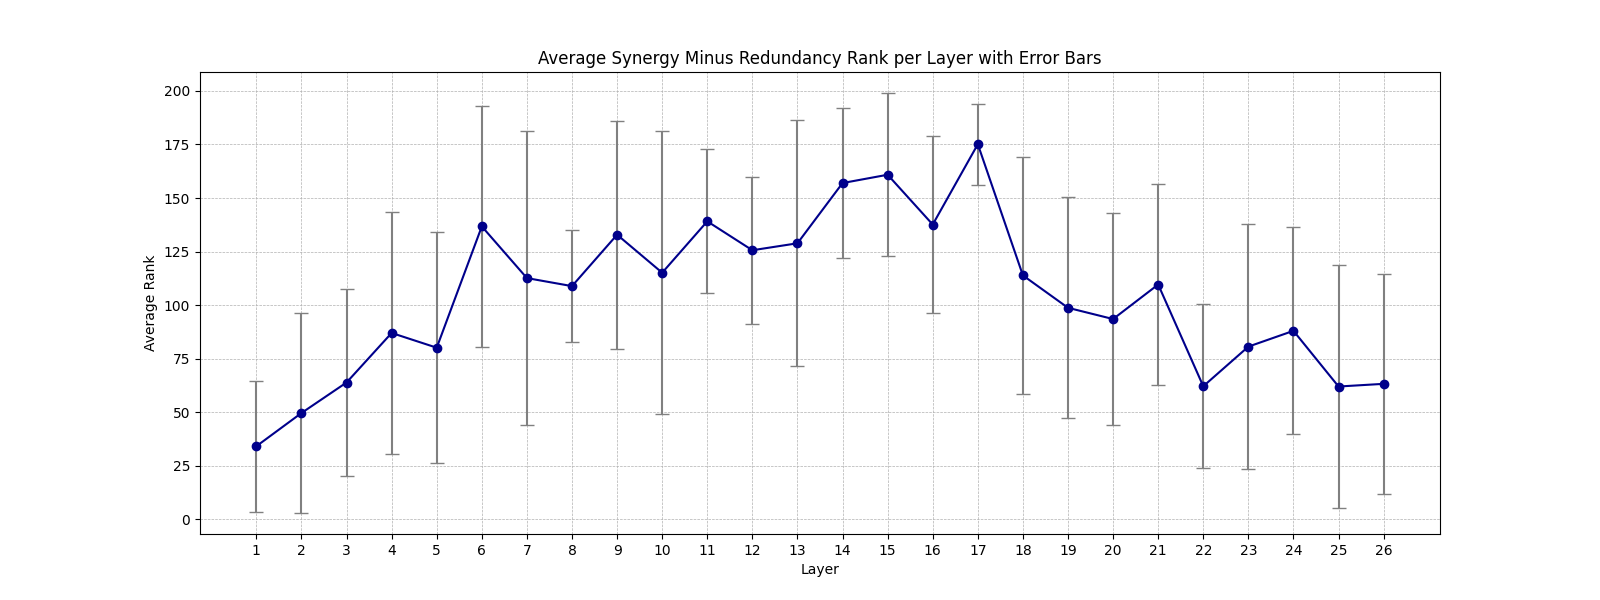 Average Synergy Minus Redundancy Rank per Layer with Error Bars
200
175
150
125
100
75
50
25
0
Average Rank
1 2 3 4 5 6 7 8 9 10 11 12 13 14 15 16 17 18 19 20 21 22 23 24 25 26
Layer